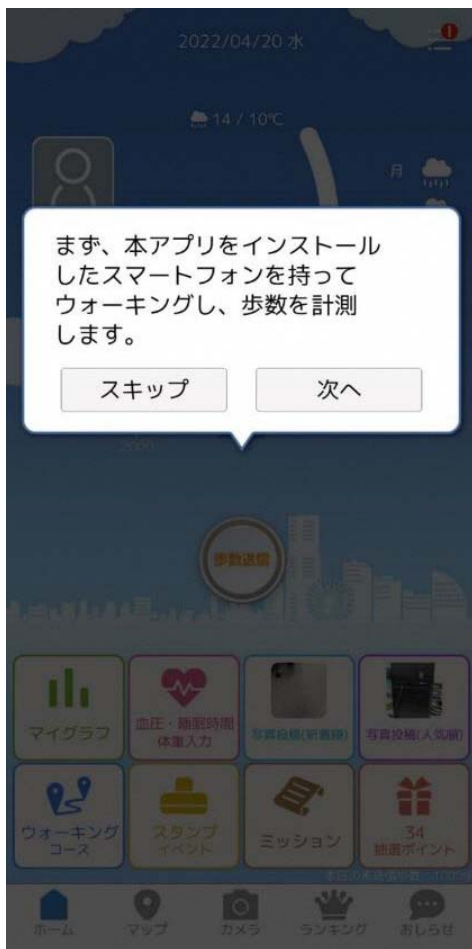 2022/04/20 水
14 / 10℃
月
まず、本アプリをインストール
したスマートフォンを持って
ウォーキングし、歩数を計測
します。
スキップ
次へ
歩数送信
マイグラフ
血圧・睡眠時間
体重入力
写真投稿(新着順)
写真投稿(人気順)
ウォーキング
コース
スタンプ
イベント
ミッション
34
抽選ポイント
ホーム
マップ
カメラ
ランキング
おしらせ